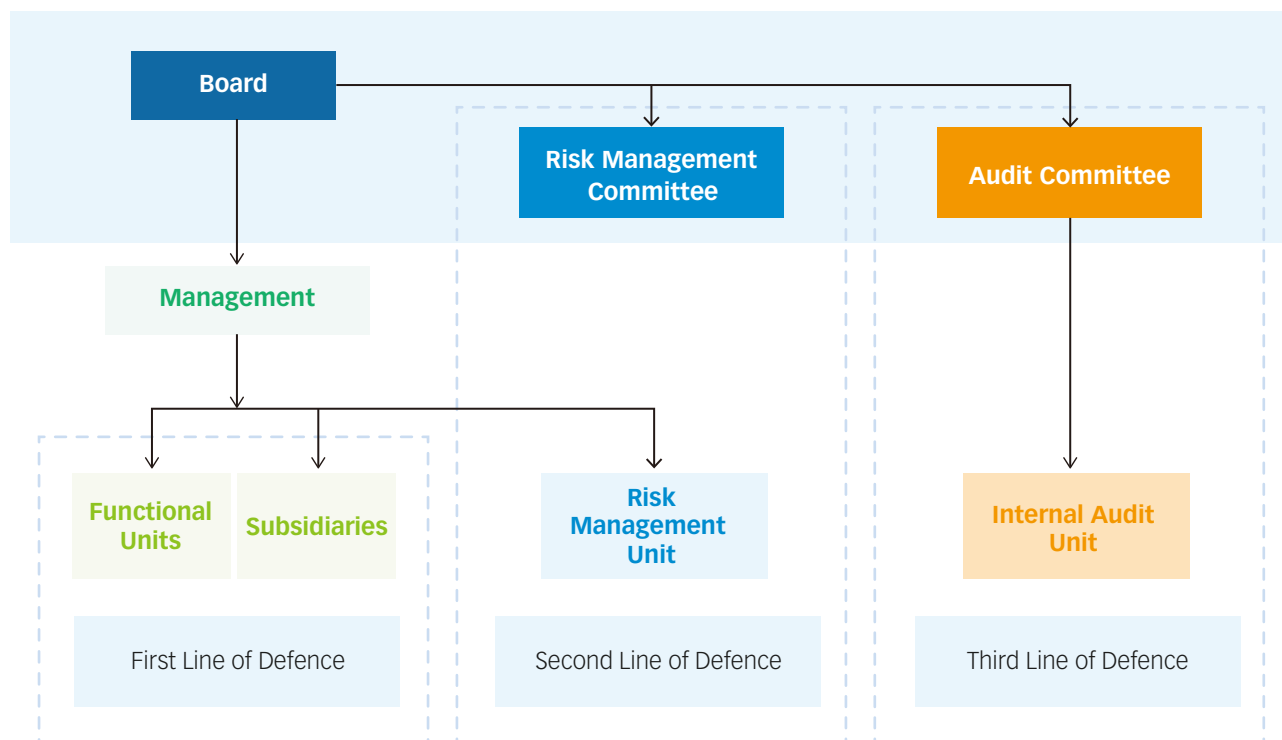 Board
Risk Management
Committee
Audit Committee
Management
Functional
Units
Subsidiaries
Risk
Management
Unit
Internal Audit
Unit
First Line of Defence
Second Line of Defence
Third Line of Defence